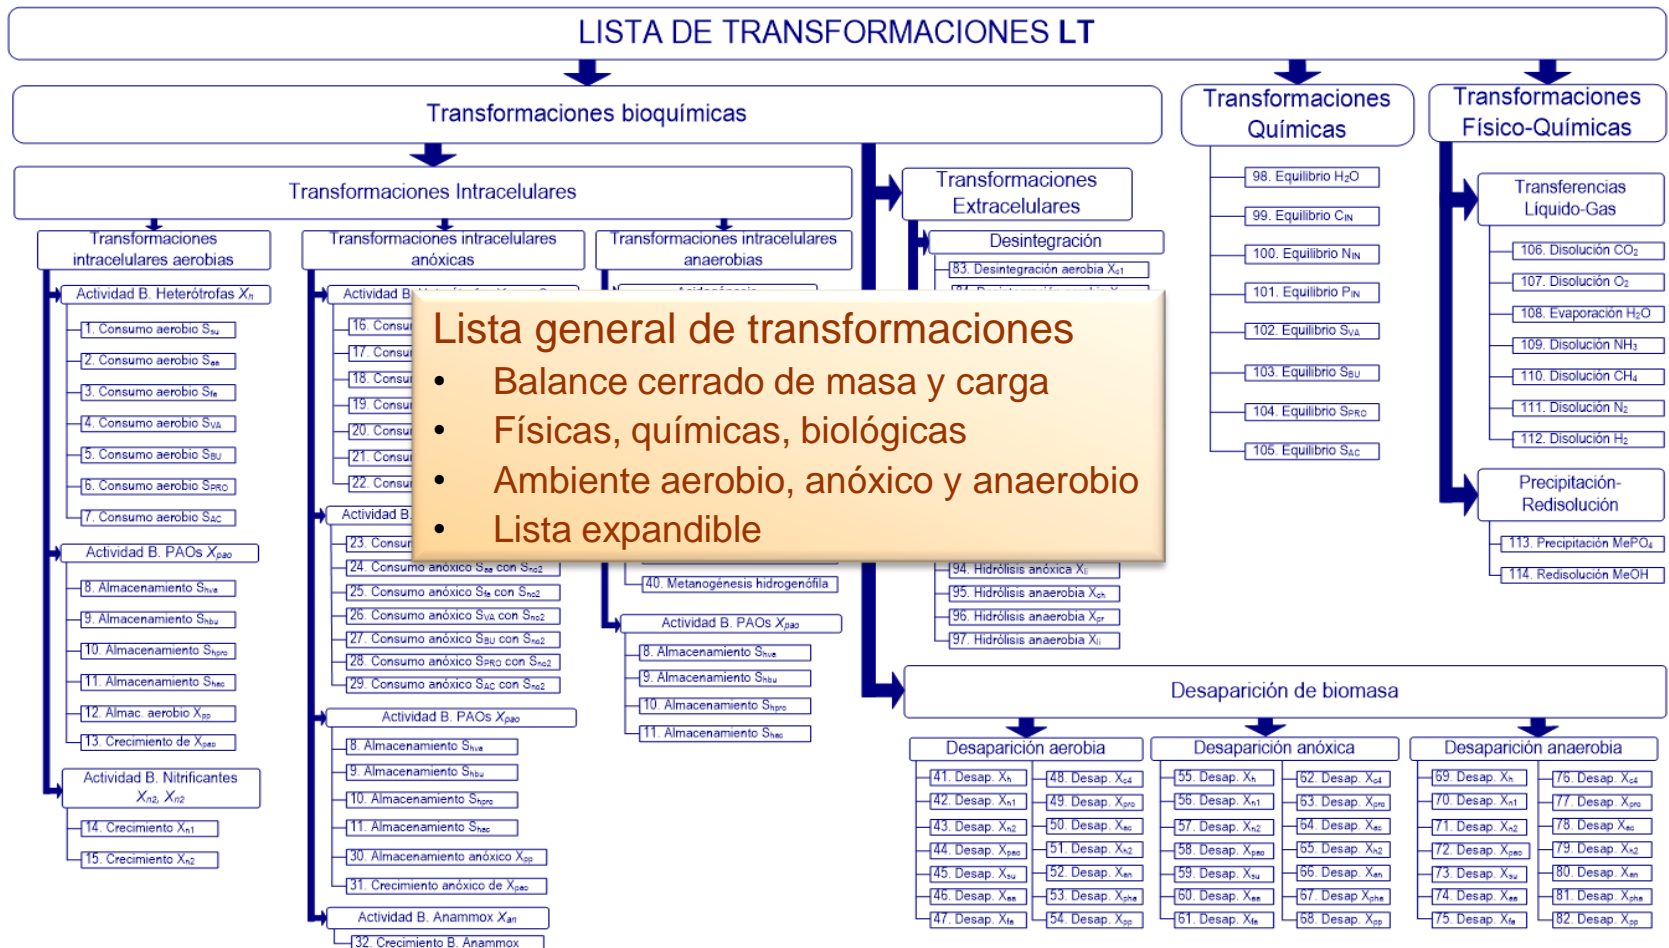 LISTA DE TRANSFORMACIONES LT
Transformaciones bioquímicas
Transformaciones Intracelulares
Transformaciones
intracelulares aerobias
Actividad B. Heterótrofas Xh
1. Consumo aerobio Ssu
2. Consumo aerobio Saa
3. Consumo aerobio Sfa
4. Consumo aerobio SVA
5. Consumo aerobio SBU
6. Consumo aerobio SPRO
7. Consumo aerobio SAC
Actividad B. PAOs Xpao
8. Almacenamiento Shva
9. Almacenamiento Shbu
10. Almacenamiento Shpro
11. Almacenamiento Shac
12. Almac. aerobio Xpp
13. Crecimiento de Xpao
Actividad B. Nitrificantes
Xn2, Xn2
14. Crecimiento Xn1
15. Crecimiento Xn2
Transformaciones intracelulares
anóxicas
Actividad B.
16.
17.
18.
19.
20.
21.
22.
Actividad B.
23.
24. Consumo anóxico Saa con Sno2
25. Consumo anóxico Sfa con Sno2
26. Consumo anóxico SVA con Sno2
27. Consumo anóxico SBU con Sno2
28. Consumo anóxico SPRO con Sno2
29. Consumo anóxico SAC con Sno2
Actividad B. PAOs Xpao
8. Almacenamiento Shva
9. Almacenamiento Shbu
10. Almacenamiento Shpro
11. Almacenamiento Shac
30. Almacenamiento anóxico Xpp
31. Crecimiento anóxico de Xpao
Actividad B. Anammox Xan
32. Crecimiento B. Anammox
Transformaciones intracelulares
anaerobias
40. Metanogénesis hidrogenófila
Actividad B. PAOs Xpao
8. Almacenamiento Shva
9. Almacenamiento Shbu
10. Almacenamiento Shpro
11. Almacenamiento Shac
Lista general de transformaciones
• Balance cerrado de masa y carga
• Físicas, químicas, biológicas
• Ambiente aerobio, anóxico y anaerobio
• Lista expandible
Transformaciones
Extracelulares
Desintegración
83. Desintegración aerobia Xc1
94. Hidrólisis anóxica Xli
95. Hidrólisis anaerobia Xch
96. Hidrólisis anaerobia Xpr
97. Hidrólisis anaerobia Xli
Desaparición de biomasa
Desaparición aerobia
41. Desap. Xh
42. Desap. Xn1
43. Desap. Xn2
44. Desap. Xpao
45. Desap. Xsu
46. Desap. Xaa
47. Desap. Xfa
48. Desap. Xc4
49. Desap. Xpro
50. Desap. Xac
51. Desap. Xh2
52. Desap. Xan
53. Desap. Xpha
54. Desap. Xpp
Desaparición anóxica
55. Desap. Xh
56. Desap. Xn1
57. Desap. Xn2
58. Desap. Xpao
59. Desap. Xsu
60. Desap. Xaa
61. Desap. Xfa
62. Desap. Xc4
63. Desap. Xpro
64. Desap. Xac
65. Desap. Xh2
66. Desap. Xan
67. Desap Xpha
68. Desap. Xpp
Desaparición anaerobia
69. Desap. Xh
70. Desap. Xn1
71. Desap. Xn2
72. Desap. Xpao
73. Desap. Xsu
74. Desap. Xaa
75. Desap. Xfa
76. Desap. Xc4
77. Desap. Xpro
78. Desap. Xac
79. Desap. Xh2
80. Desap. Xan
81. Desap. Xpha
82. Desap. Xpp
Transformaciones
Químicas
98. Equilibrio H2O
99. Equilibrio CIN
100. Equilibrio NIN
101. Equilibrio PIN
102. Equilibrio SVA
103. Equilibrio SBU
104. Equilibrio SPRO
105. Equilibrio SAC
Transformaciones
Físico-Químicas
Transferencias
Líquido-Gas
106. Disolución CO2
107. Disolución O2
108. Evaporación H2O
109. Disolución NH3
110. Disolución CH4
111. Disolución N2
112. Disolución H2
Precipitación-
Redisolución
113. Precipitación MePO4
114. Redisolución MeOH